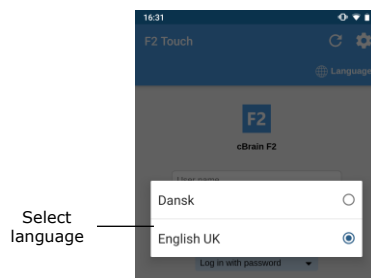 16:31
F2 Touch
Language
F2
cBrain F2
User name
Dansk
English UK
Log in with password
Select
language